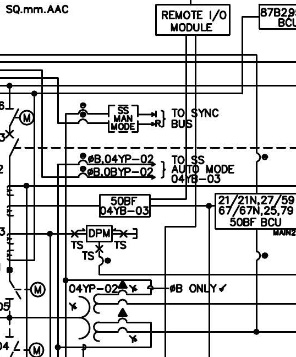 SQ.mm.AAC
REMOTE I/O
MODULE
87B2,95
BCU
SS
MAN
MODE
TO SYNC
BUS
M
ØB,04YP-02
ØB,0BYP-02
TO SS
AUTO MODE
04YB-03
50BF
04YB-03
21/21N,27/59
67/67N,25,79
50BF BCU
MAIN2
DPM
TS
TS
TS
M
04YP-02
ØB ONLY
M